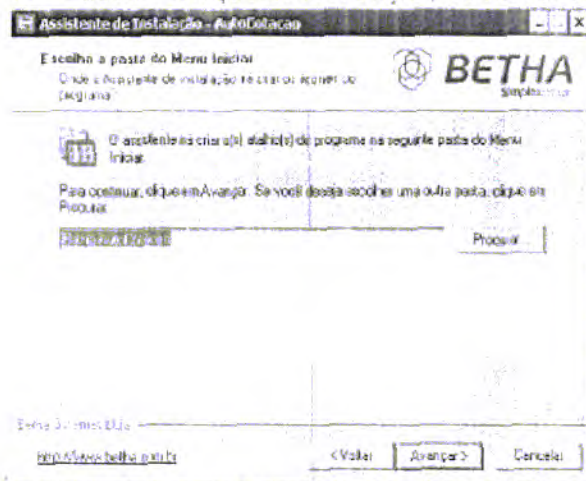 Assistente de Instalação - AutoCotacao
Escolha a pasta do Menu Iniciar
Onde o Assistente de instalação irá criar os ícones do
programa
BETHA
O assistente irá criar o(s) atalho(s) do programa na seguinte pasta do Menu
Iniciar.
Para continuar, clique em Avançar. Se você deseja escolher uma outra pasta, clique em
Procurar.
Procurar
http://www.betha.com.br
< Voltar
Avançar >
Cancelar